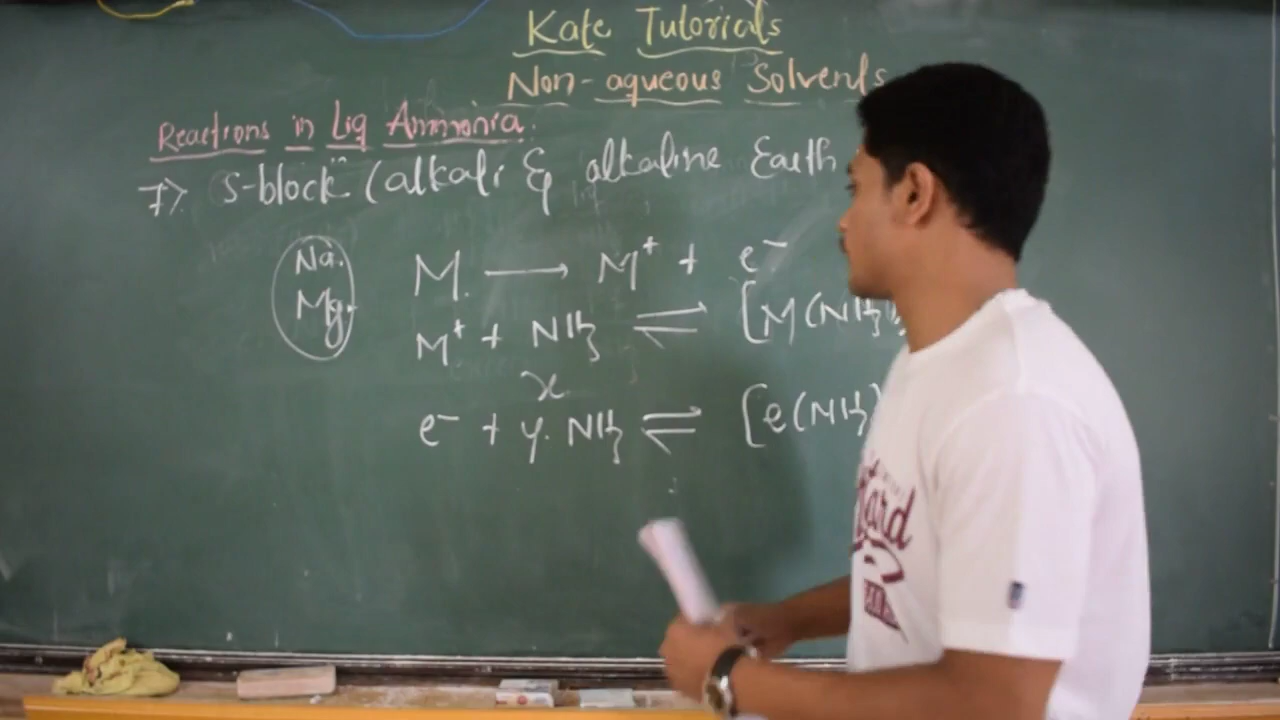 Kate Tutorials
Non-aqueous Solvents
Reactions in Liq Ammonia.
7> s-block (alkali & alkaline Earth
Na.
Mg.
M. ⟶ M⁺ + e⁻
M⁺ + NH₃ ⇌ [M(NH₃)
x
e⁻ + y. NH₃ ⇌ [e(NH₃)